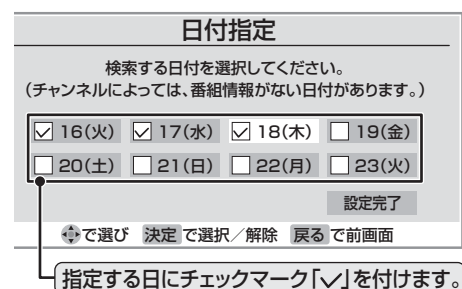 日付指定
検索する日付を選択してください。
（チャンネルによっては、番組情報がない日付があります。）
✓ 16(火) ✓ 17(水) ✓ 18(木) □ 19(金)
□ 20(土) □ 21(日) □ 22(月) □ 23(火)
設定完了
で選び 決定 で選択／解除 戻る で前画面
指定する日にチェックマーク「✓」を付けます。